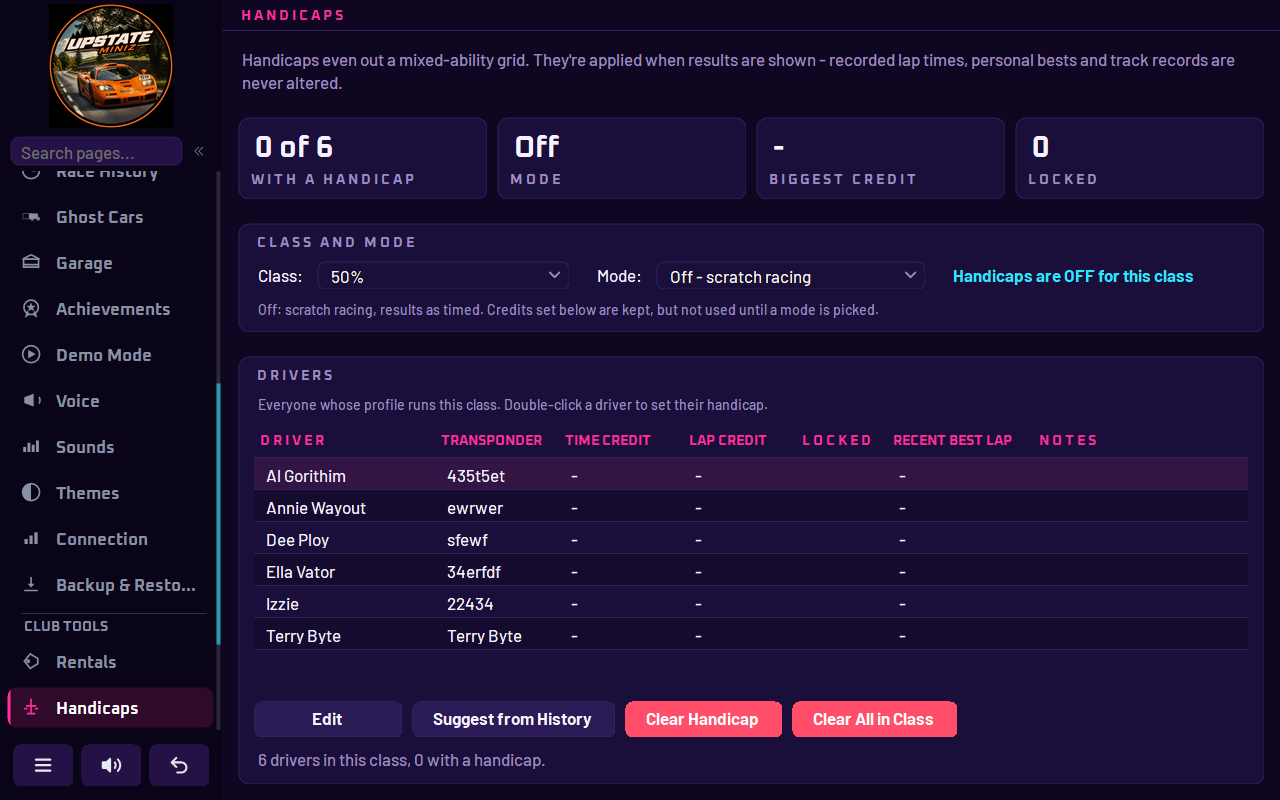 UPSTATE
MINIZ
Search pages...
«
Race History
Ghost Cars
Garage
Achievements
Demo Mode
Voice
Sounds
Themes
Connection
Backup & Resto...
CLUB TOOLS
Rentals
Handicaps
HANDICAPS
Handicaps even out a mixed-ability grid. They're applied when results are shown - recorded lap times, personal bests and track records are
never altered.
0 of 6
WITH A HANDICAP
Off
MODE
-
BIGGEST CREDIT
0
LOCKED
CLASS AND MODE
Class: 50% Mode: Off - scratch racing Handicaps are OFF for this class
Off: scratch racing, results as timed. Credits set below are kept, but not used until a mode is picked.
DRIVERS
Everyone whose profile runs this class. Double-click a driver to set their handicap.
DRIVER TRANSPONDER TIME CREDIT LAP CREDIT LOCKED RECENT BEST LAP NOTES
Al Gorithim 435t5et - - -
Annie Wayout ewrwer - - -
Dee Ploy sfewf - - -
Ella Vator 34erfdf - - -
Izzie 22434 - - -
Terry Byte Terry Byte - - -
Edit Suggest from History Clear Handicap Clear All in Class
6 drivers in this class, 0 with a handicap.